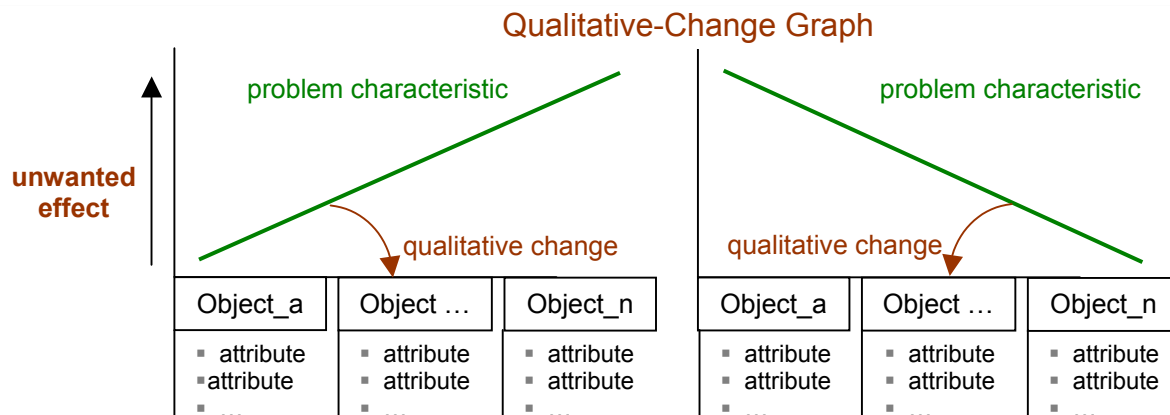 Qualitative-Change Graph
problem characteristic
problem characteristic
unwanted
effect
qualitative change
qualitative change
Object_a
Object …
Object_n
Object_a
Object …
Object_n
▪ attribute
▪ attribute
▪ attribute
▪ attribute
▪ attribute
▪ attribute
▪ attribute
▪ attribute
▪ attribute
▪ attribute
▪ attribute
▪ attribute
▪ …
▪ …
▪ …
▪ …
▪ …
▪ …